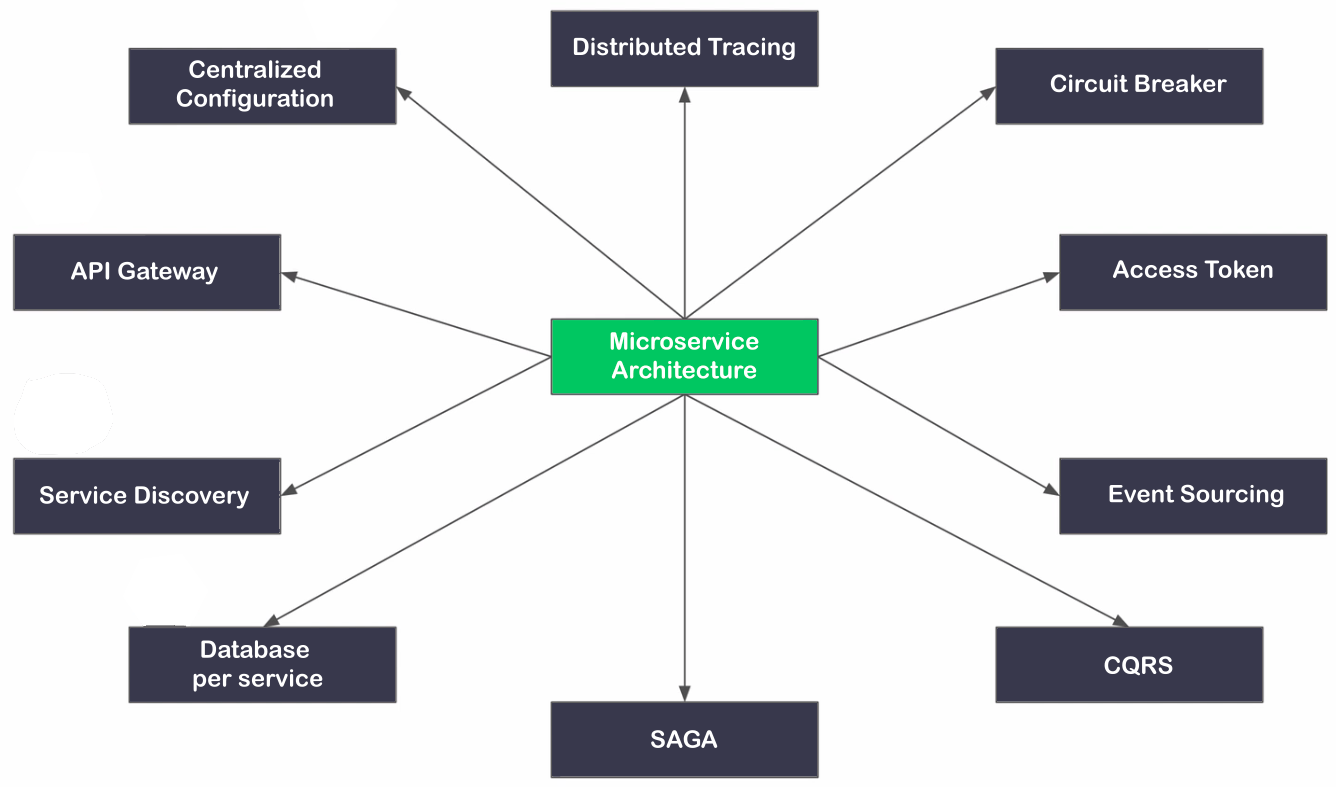 Distributed Tracing
Centralized
Configuration
Circuit Breaker
API Gateway
Access Token
Microservice
Architecture
Service Discovery
Event Sourcing
Database
per service
CQRS
SAGA